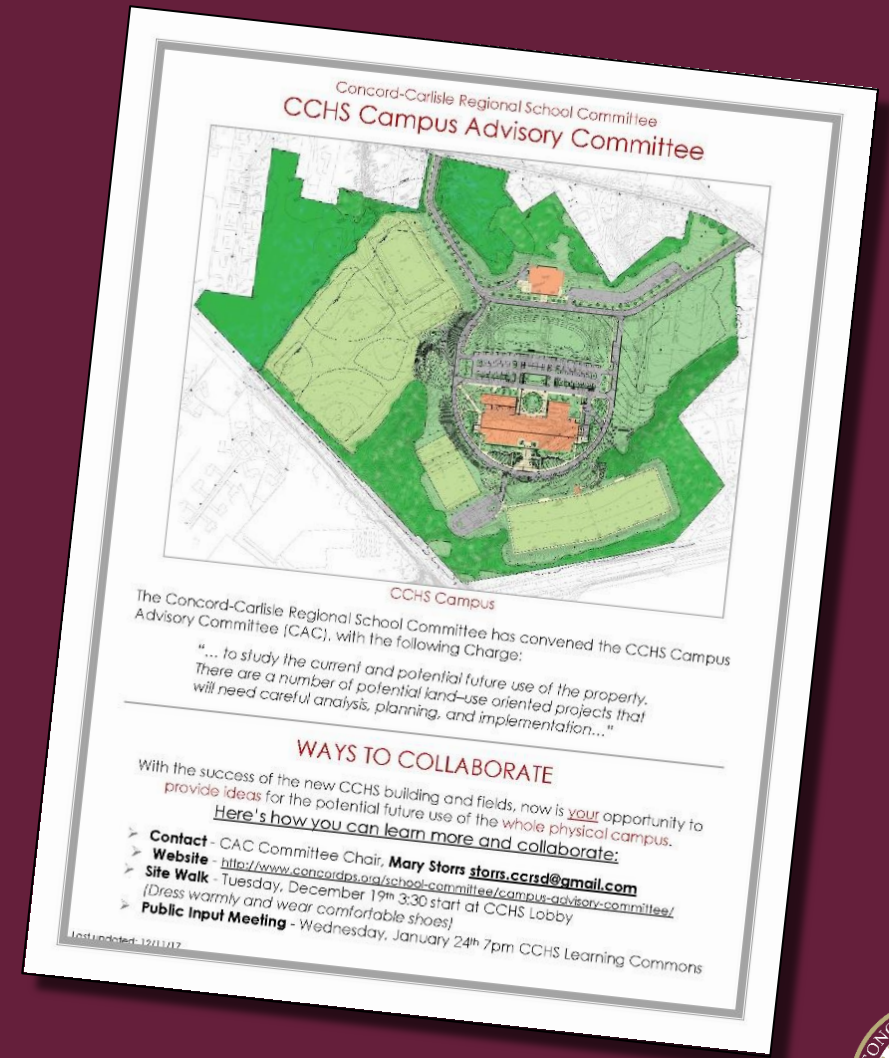 Concord-Carlisle Regional School Committee
CCHS Campus Advisory Committee
CCHS Campus
The Concord-Carlisle Regional School Committee has convened the CCHS Campus
Advisory Committee (CAC), with the following Charge:
"... to study the current and potential future use of the property.
There are a number of potential land–use oriented projects that
will need careful analysis, planning, and implementation..."
WAYS TO COLLABORATE
With the success of the new CCHS building and fields, now is your opportunity to
provide ideas for the potential future use of the whole physical campus.
Here's how you can learn more and collaborate:
➢ Contact - CAC Committee Chair, Mary Storrs storrs.ccrsd@gmail.com
➢ Website - http://www.concordps.org/school-committee/campus-advisory-committee/
➢ Site Walk - Tuesday, December 19th 3:30 start at CCHS Lobby
(Dress warmly and wear comfortable shoes)
➢ Public Input Meeting - Wednesday, January 24th 7pm CCHS Learning Commons
Last updated: 12/11/17